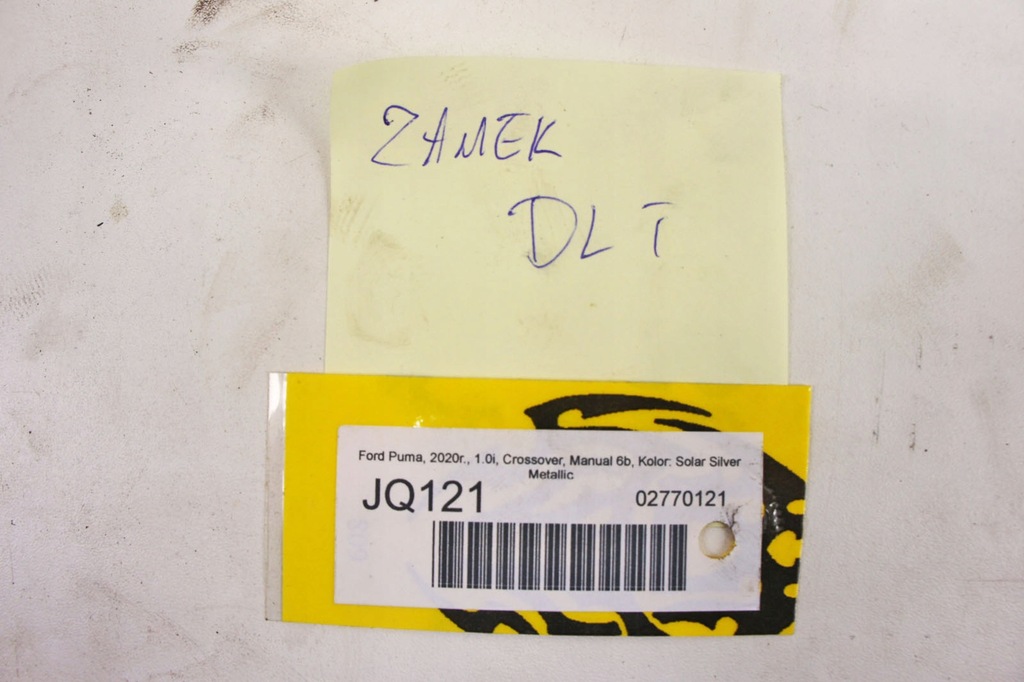 ZAMEK
DLT
Ford Puma, 2020r., 1.0i, Crossover, Manual 6b, Kolor: Solar Silver
Metallic
JQ121
02770121